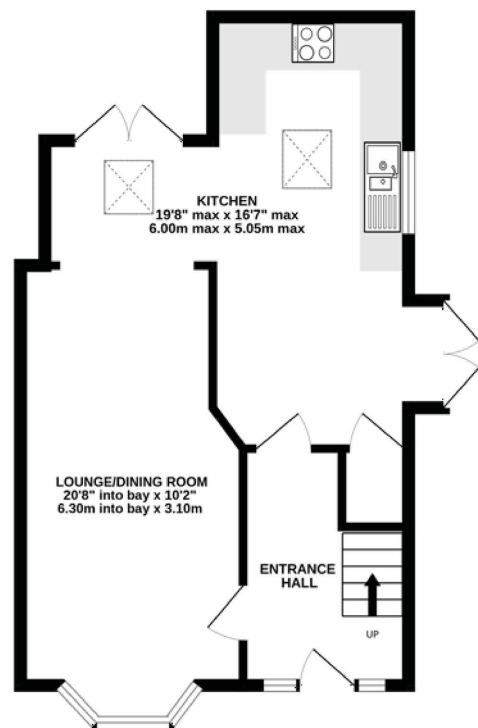 KITCHEN
19'8" max x 16'7" max
6.00m max x 5.05m max
LOUNGE/DINING ROOM
20'8" into bay x 10'2"
6.30m into bay x 3.10m
ENTRANCE
HALL
UP